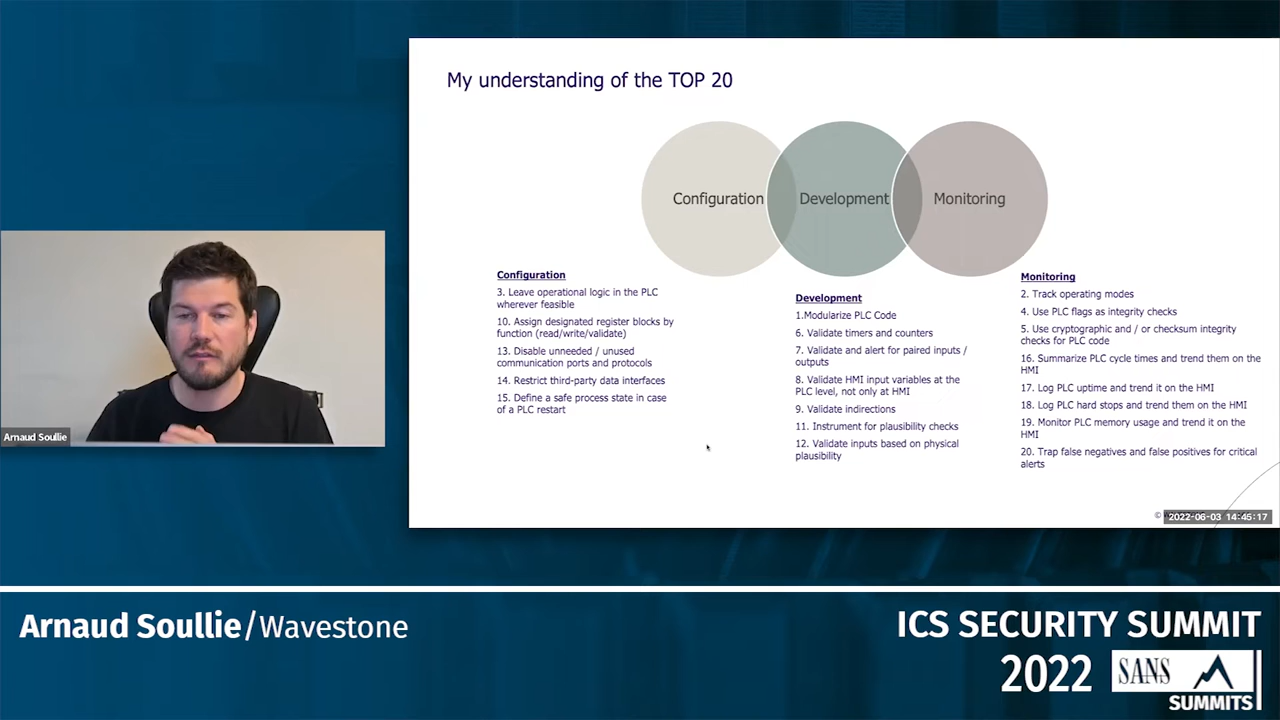 My understanding of the TOP 20
Configuration
Development
Monitoring
Configuration
3. Leave operational logic in the PLC
wherever feasible
10. Assign designated register blocks by
function (read/write/validate)
13. Disable unneeded / unused
communication ports and protocols
14. Restrict third-party data interfaces
15. Define a safe process state in case
of a PLC restart
Development
1.Modularize PLC Code
6. Validate timers and counters
7. Validate and alert for paired inputs /
outputs
8. Validate HMI input variables at the
PLC level, not only at HMI
9. Validate indirections
11. Instrument for plausibility checks
12. Validate inputs based on physical
plausibility
Monitoring
2. Track operating modes
4. Use PLC flags as integrity checks
5. Use cryptographic and / or checksum integrity
checks for PLC code
16. Summarize PLC cycle times and trend them on the
HMI
17. Log PLC uptime and trend it on the HMI
18. Log PLC hard stops and trend them on the HMI
19. Monitor PLC memory usage and trend it on the
HMI
20. Trap false negatives and false positives for critical
alerts
©
2022-06-03 14:45:17
Arnaud Soullie
Arnaud Soullie/Wavestone
ICS SECURITY SUMMIT
2022
SANS
SUMMITS